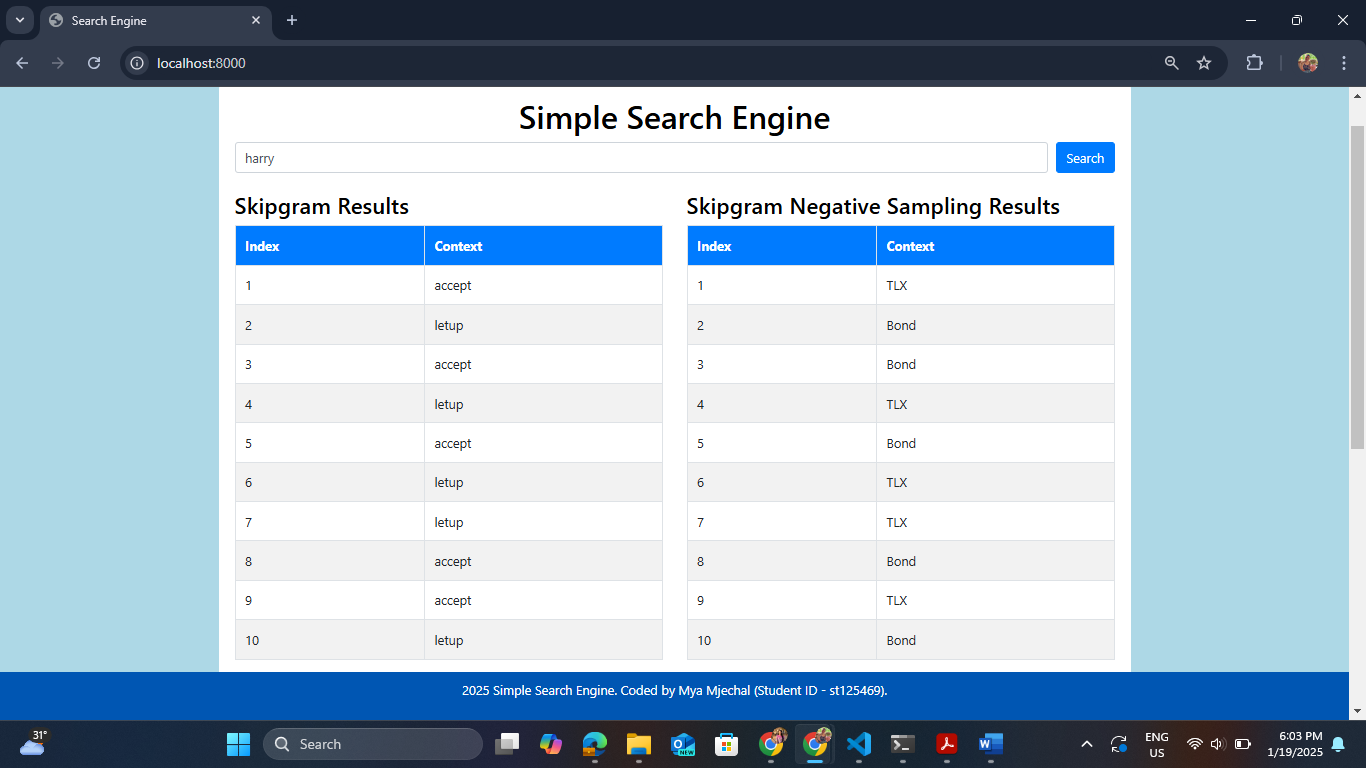 Search Engine
localhost:8000
Simple Search Engine
harry
Search
Skipgram Results
Index Context
1 accept
2 letup
3 accept
4 letup
5 accept
6 letup
7 letup
8 accept
9 accept
10 letup
Skipgram Negative Sampling Results
Index Context
1 TLX
2 Bond
3 Bond
4 TLX
5 Bond
6 TLX
7 TLX
8 Bond
9 TLX
10 Bond
2025 Simple Search Engine. Coded by Mya Mjechal (Student ID - st125469).
31°
Search
NEW
ENG
US
6:03 PM
1/19/2025